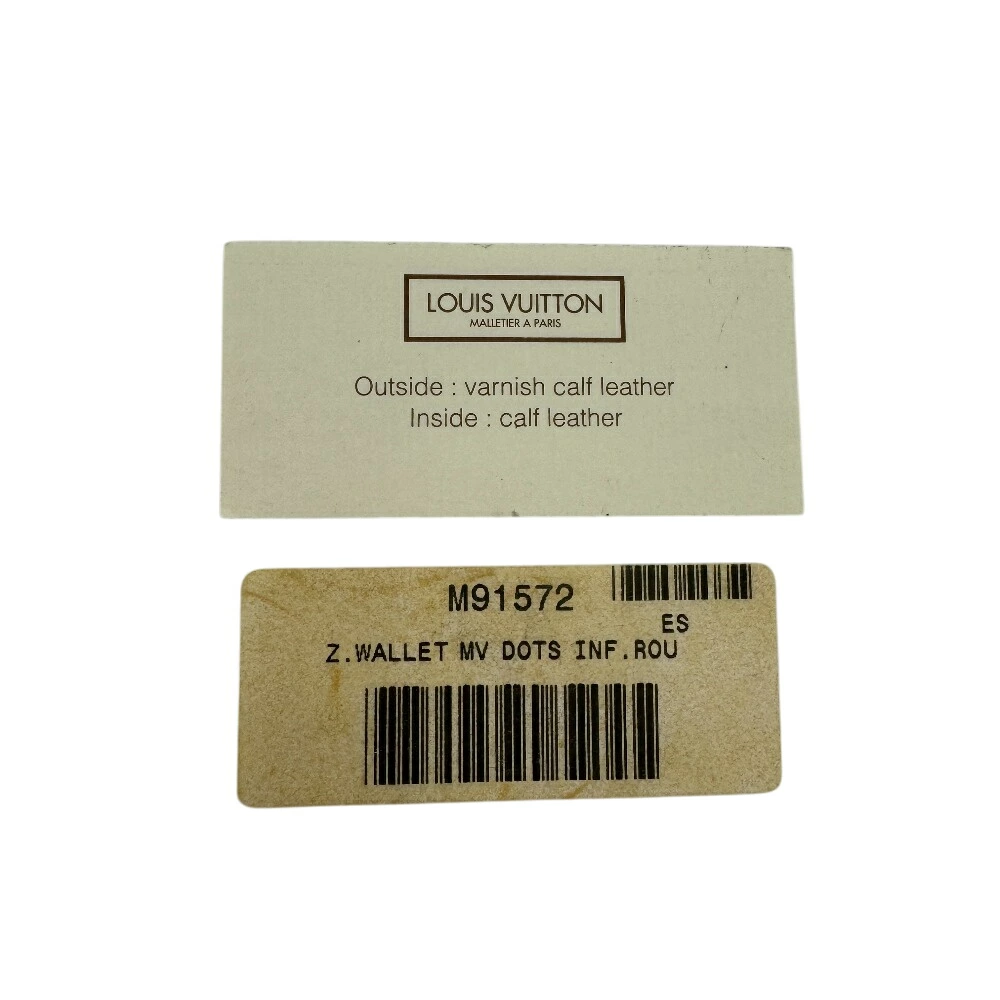 LOUIS VUITTON
MALLETIER A PARIS
Outside : varnish calf leather
Inside : calf leather
M91572
ES
Z.WALLET MV DOTS INF.ROU